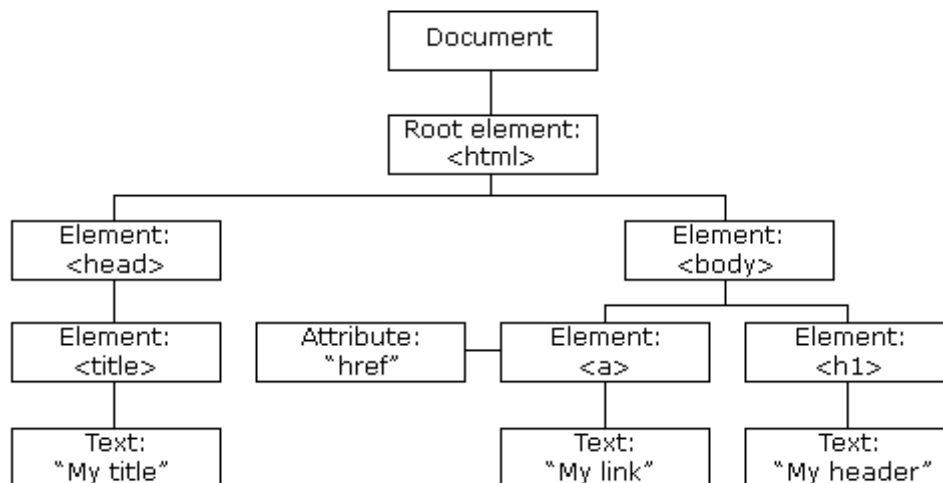 Document
Root element:
<html>
Element:
<head>
Element:
<body>
Element:
<title>
Attribute:
“href”
Element:
<a>
Element:
<h1>
Text:
“My title”
Text:
“My link”
Text:
“My header”